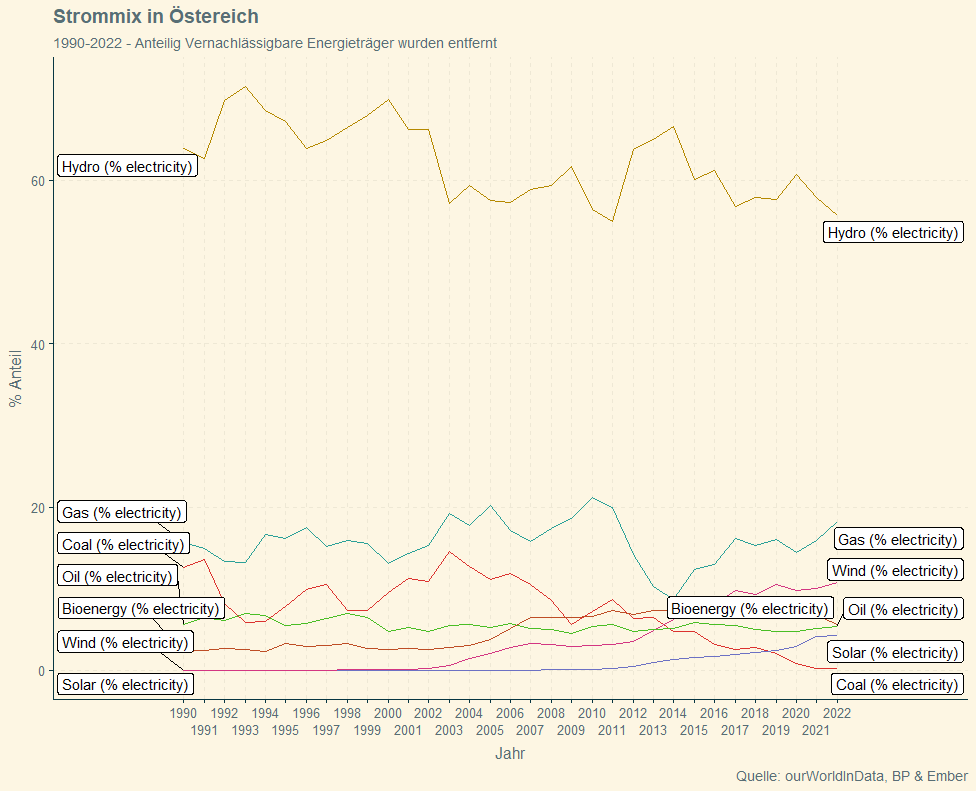 Strommix in Östereich
1990-2022 - Anteilig Vernachlässigbare Energieträger wurden entfernt
% Anteil
60
40
20
0
Hydro (% electricity)
Hydro (% electricity)
Gas (% electricity)
Coal (% electricity)
Oil (% electricity)
Bioenergy (% electricity)
Wind (% electricity)
Solar (% electricity)
Gas (% electricity)
Wind (% electricity)
Bioenergy (% electricity)
Oil (% electricity)
Solar (% electricity)
Coal (% electricity)
1990 1992 1994 1996 1998 2000 2002 2004 2006 2008 2010 2012 2014 2016 2018 2020 2022
1991 1993 1995 1997 1999 2001 2003 2005 2007 2009 2011 2013 2015 2017 2019 2021
Jahr
Quelle: ourWorldInData, BP & Ember